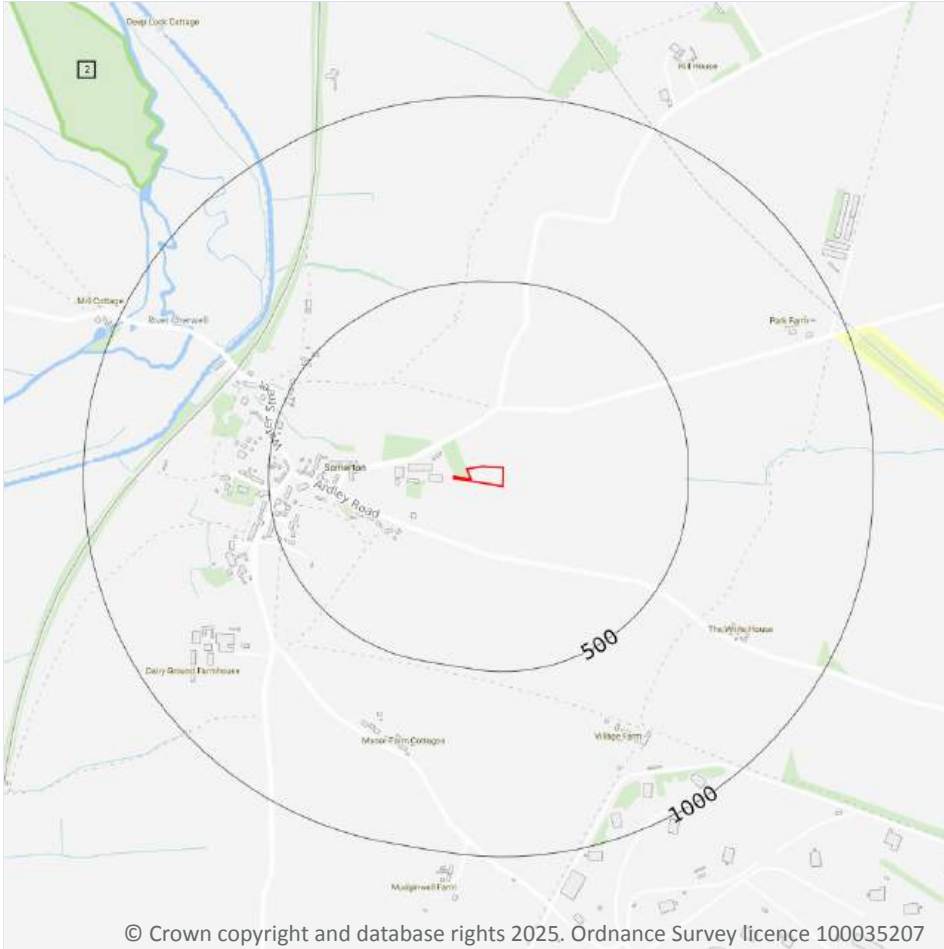 Deep Lock Cottage
2
Hill House
Mill Cottage
River Cherwell
Park Farm
Water Stre
Somerton
Ardley Road
500
The White House
Dairy Ground Farmhouse
Manor Farm Cottages
Village Farm
1000
Mudginwell Farm
© Crown copyright and database rights 2025. Ordnance Survey licence 100035207